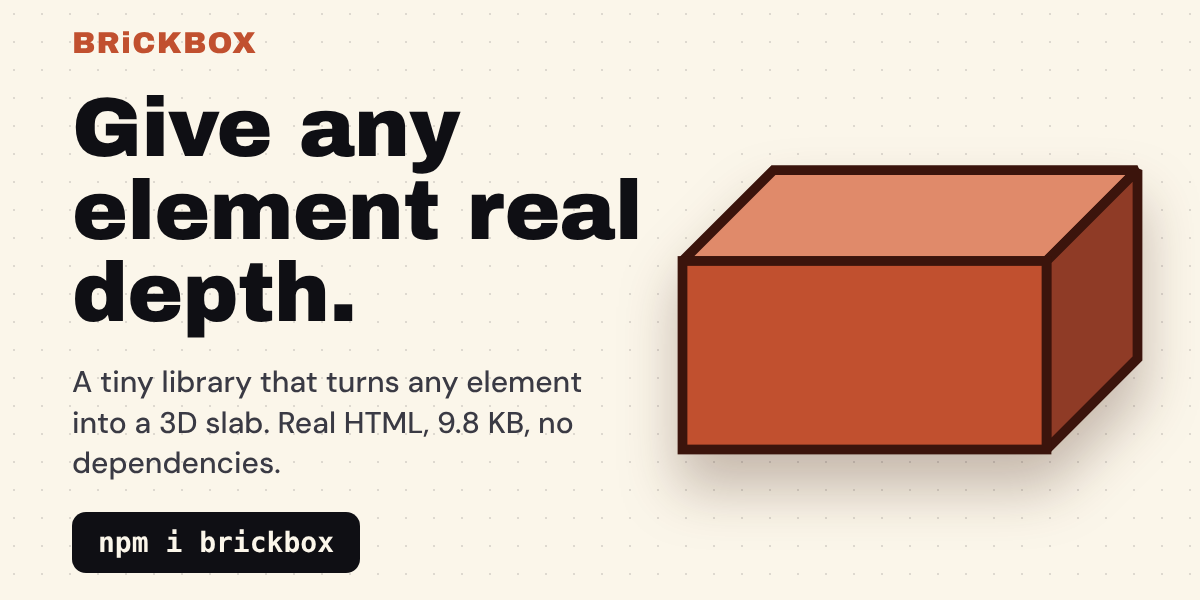 BRiCKBOX
Give any
element real
depth.
A tiny library that turns any element
into a 3D slab. Real HTML, 9.8 KB, no
dependencies.
npm i brickbox